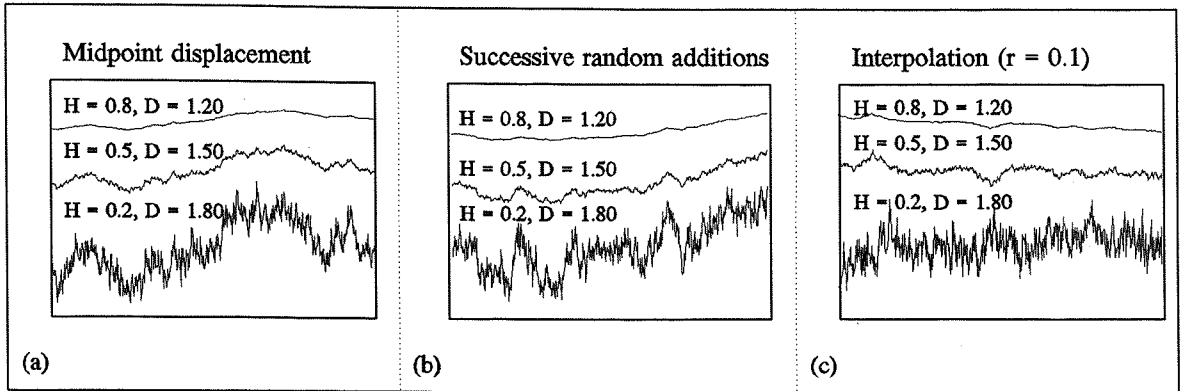 Midpoint displacement
H = 0.8, D = 1.20
H = 0.5, D = 1.50
H = 0.2, D = 1.80
(a)
Successive random additions
H = 0.8, D = 1.20
H = 0.5, D = 1.50
H = 0.2, D = 1.80
(b)
Interpolation (r = 0.1)
H = 0.8, D = 1.20
H = 0.5, D = 1.50
H = 0.2, D = 1.80
(c)